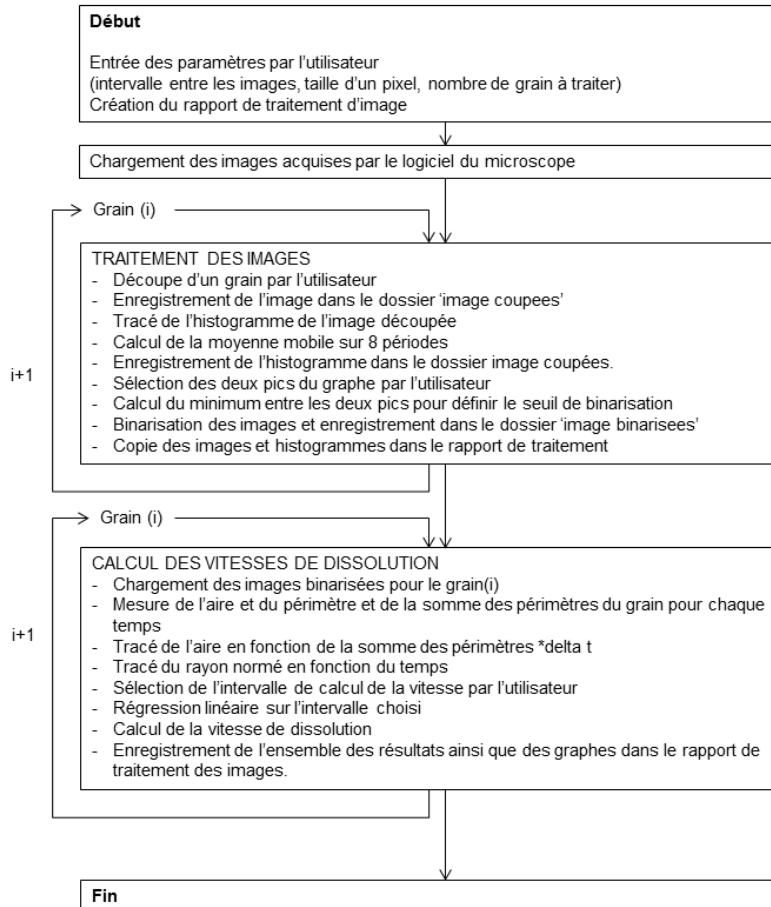 Début
Entrée des paramètres par l'utilisateur
(intervalle entre les images, taille d'un pixel, nombre de grain à traiter)
Création du rapport de traitement d'image
Chargement des images acquises par le logiciel du microscope
Grain (i)
TRAITEMENT DES IMAGES
- Découpe d'un grain par l'utilisateur
- Enregistrement de l'image dans le dossier 'image coupees'
- Tracé de l'histogramme de l'image découpée
- Calcul de la moyenne mobile sur 8 périodes
- Enregistrement de l'histogramme dans le dossier image coupées.
- Sélection des deux pics du graphe par l'utilisateur
- Calcul du minimum entre les deux pics pour définir le seuil de binarisation
- Binarisation des images et enregistrement dans le dossier 'image binarisees'
- Copie des images et histogrammes dans le rapport de traitement
i+1
Grain (i)
CALCUL DES VITESSES DE DISSOLUTION
- Chargement des images binarisées pour le grain(i)
- Mesure de l'aire et du périmètre et de la somme des périmètres du grain pour chaque
temps
- Tracé de l'aire en fonction de la somme des périmètres *delta t
- Tracé du rayon normé en fonction du temps
- Sélection de l'intervalle de calcul de la vitesse par l'utilisateur
- Régression linéaire sur l'intervalle choisi
- Calcul de la vitesse de dissolution
- Enregistrement de l'ensemble des résultats ainsi que des graphes dans le rapport de
traitement des images.
i+1
Fin